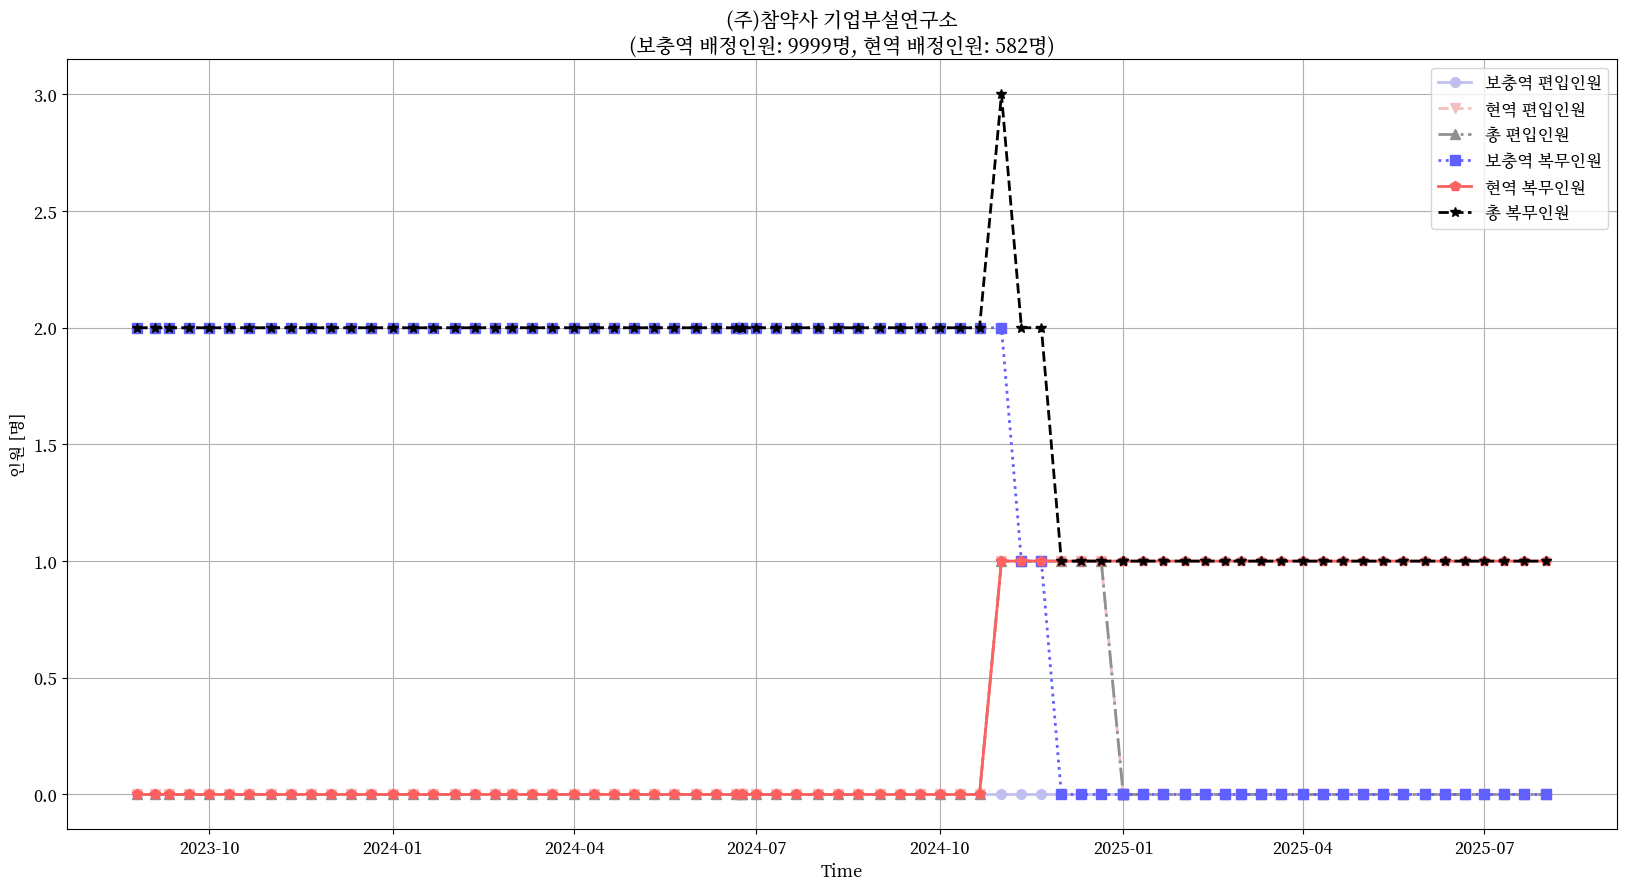 (주)참약사 기업부설연구소
(보충역 배정인원: 9999명, 현역 배정인원: 582명)
보충역 편입인원
현역 편입인원
총 편입인원
보충역 복무인원
현역 복무인원
총 복무인원
인원 [명]
3.0
2.5
2.0
1.5
1.0
0.5
0.0
2023-10
2024-01
2024-04
2024-07
2024-10
2025-01
2025-04
2025-07
Time